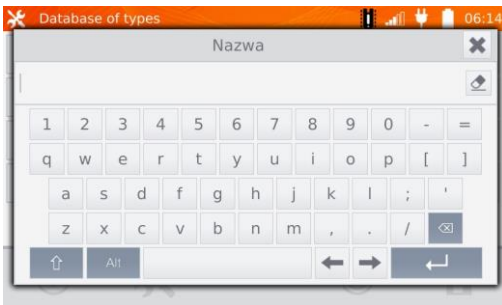 Database of types 06:14
Nazwa
1 2 3 4 5 6 7 8 9 0 - =
q w e r t y u i o p [ ]
a s d f g h j k l ; '
z x c v b n m , . /
Alt